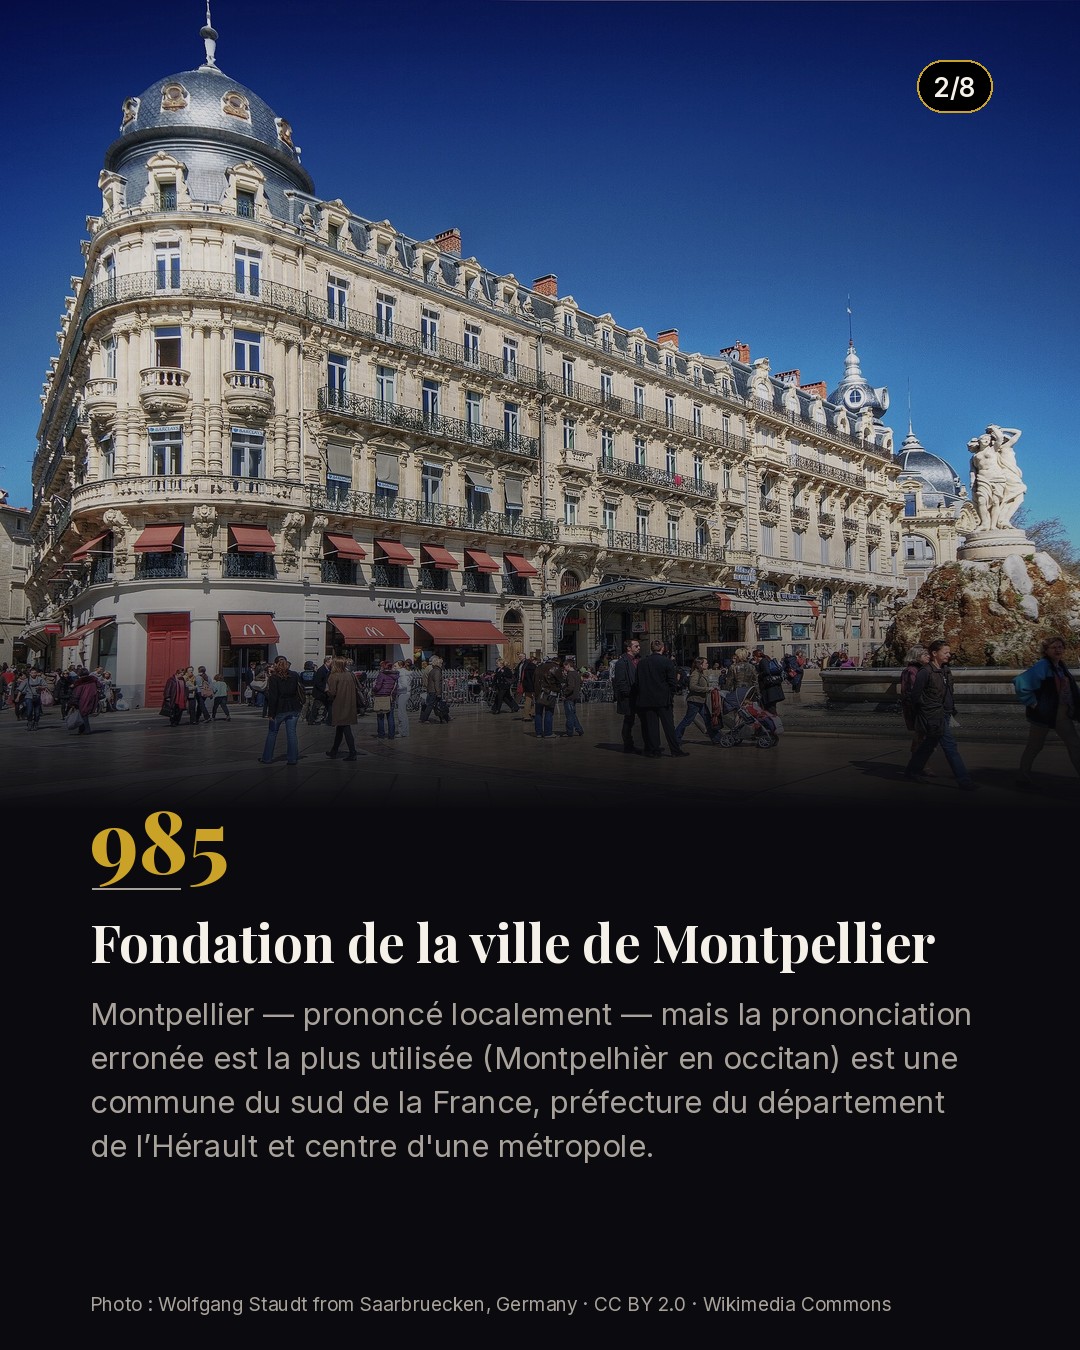 2/8
McDonald's
985
Fondation de la ville de Montpellier
Montpellier — prononcé localement — mais la prononciation
erronée est la plus utilisée (Montpelhièr en occitan) est une
commune du sud de la France, préfecture du département
de l’Hérault et centre d'une métropole.
Photo : Wolfgang Staudt from Saarbruecken, Germany · CC BY 2.0 · Wikimedia Commons